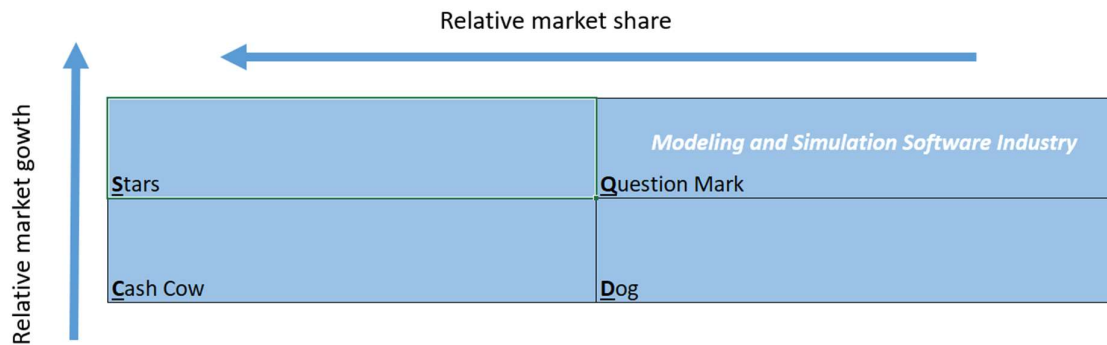 Relative market share
Relative market gowth
Modeling and Simulation Software Industry
Stars
Question Mark
Cash Cow
Dog